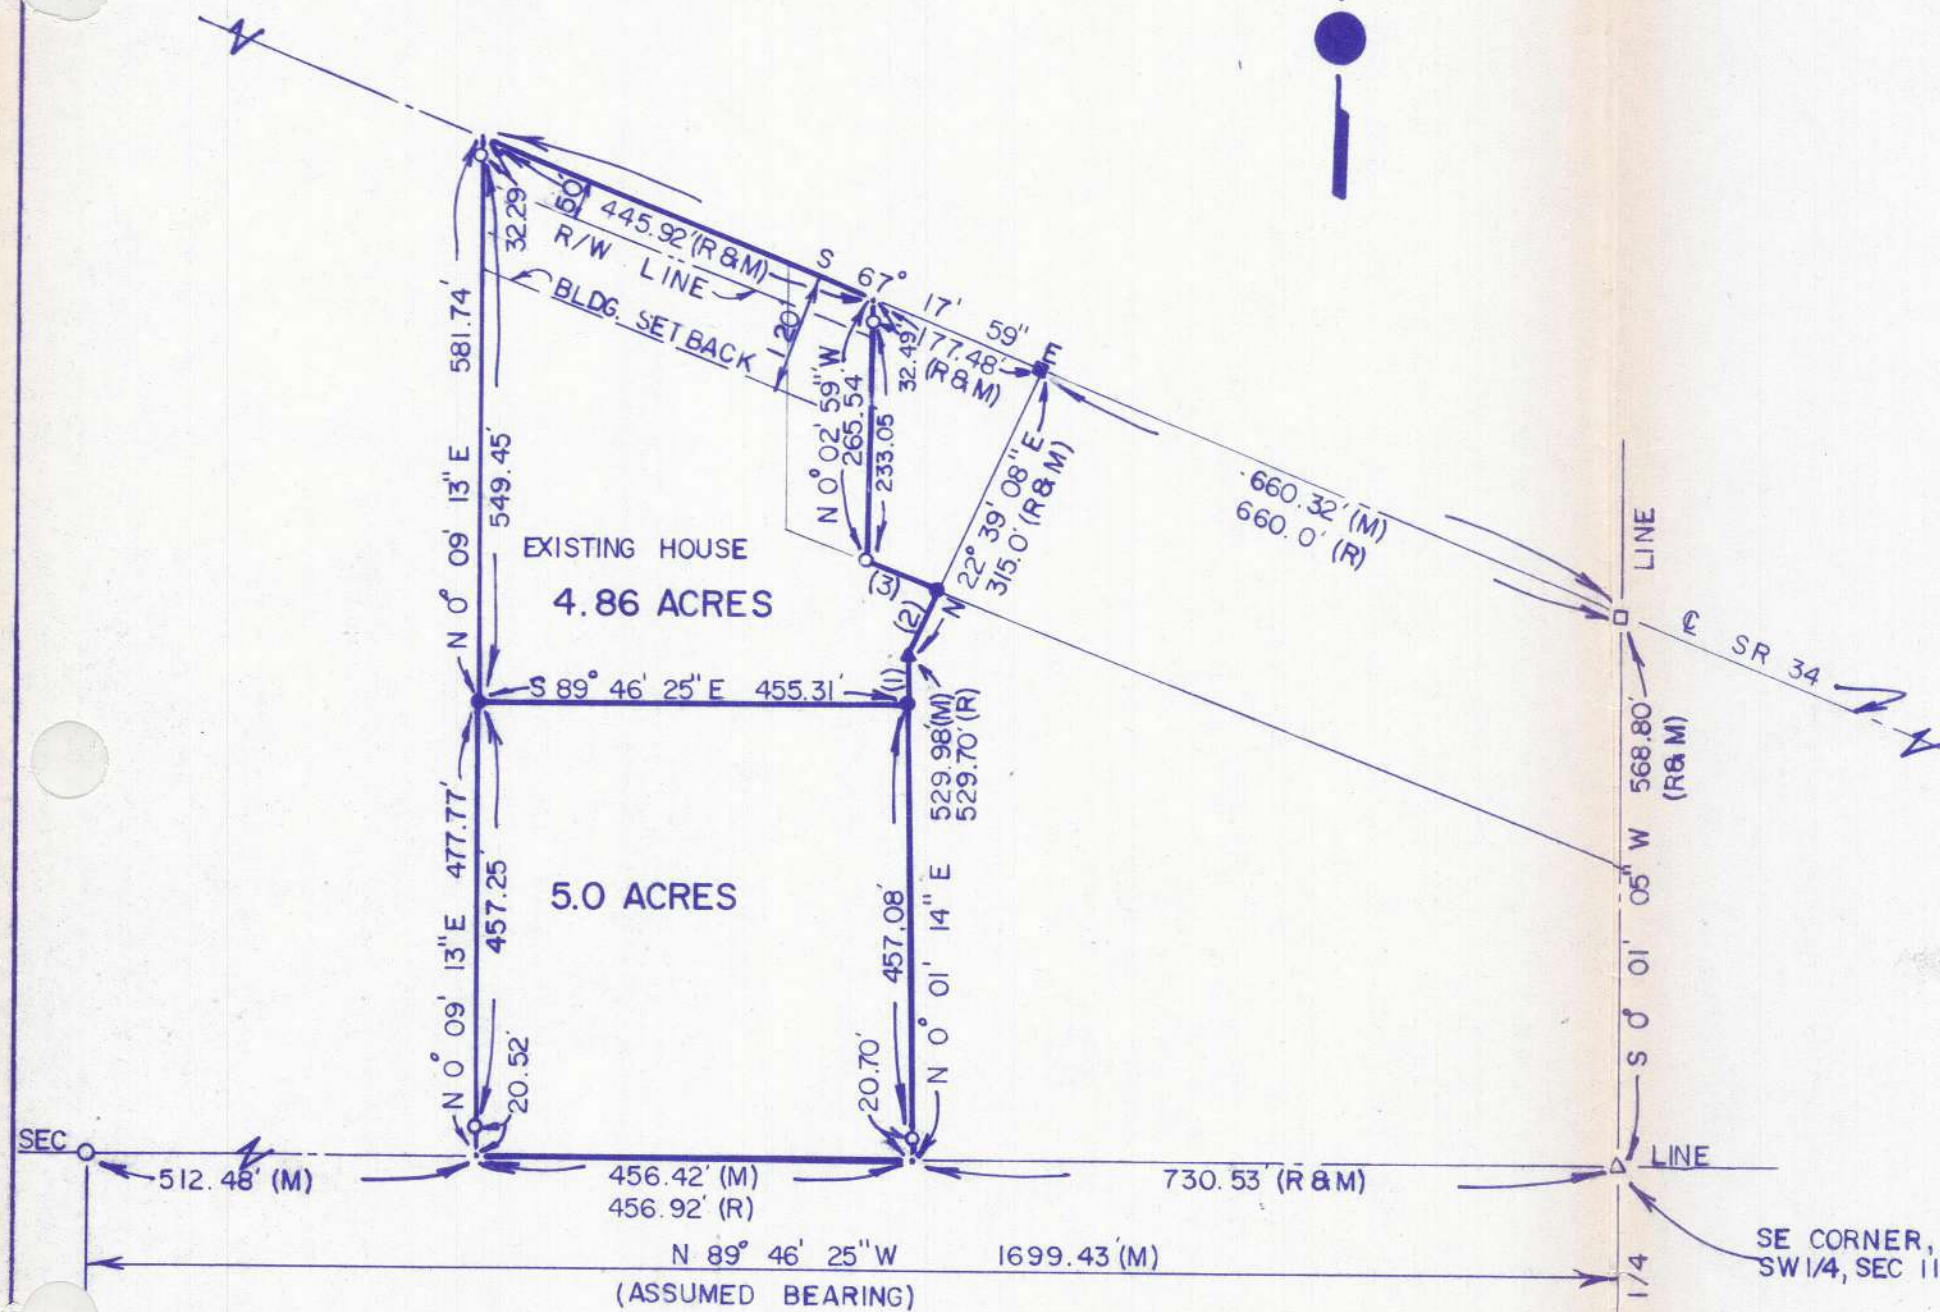 50'
445.92' (R&M)
32.29'
R/W LINE
BLDG. SETBACK
120'
S 67° 17' 59" E
177.48'
(R&M)
32.49'
N 0° 02' 59" W
265.54'
233.05'
N 22° 39' 08" E
315.0' (R&M)
660.32' (M)
660.0' (R)
LINE
℄ SR 34
568.80'
(R&M)
S 0° 01' 05" W
N 0° 09' 13" E 581.74'
549.45'
EXISTING HOUSE
4.86 ACRES
(3)
(2)
(1)
S 89° 46' 25" E 455.31'
529.98' (M)
529.70' (R)
N 0° 09' 13" E 477.77'
457.25'
5.0 ACRES
457.08'
N 0° 01' 14" E
20.52'
20.70'
SEC
LINE
512.48' (M)
456.42' (M)
456.92' (R)
730.53' (R&M)
N 89° 46' 25" W 1699.43' (M)
(ASSUMED BEARING)
1/4
SE CORNER,
SW1/4, SEC 11